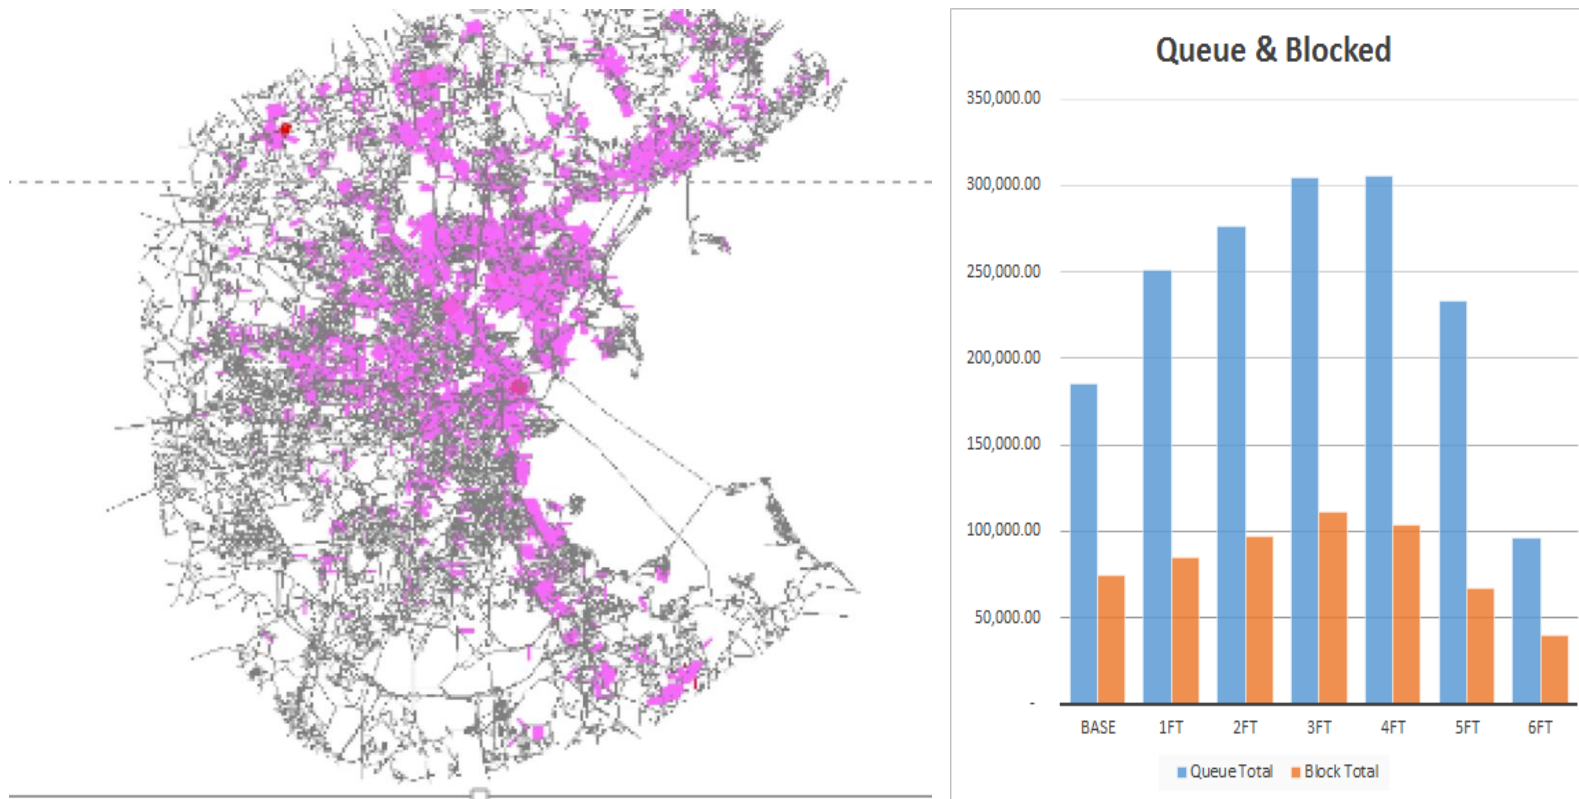 Queue & Blocked
350,000.00
300,000.00
250,000.00
200,000.00
150,000.00
100,000.00
50,000.00
-
BASE 1FT 2FT 3FT 4FT 5FT 6FT
Queue Total Block Total